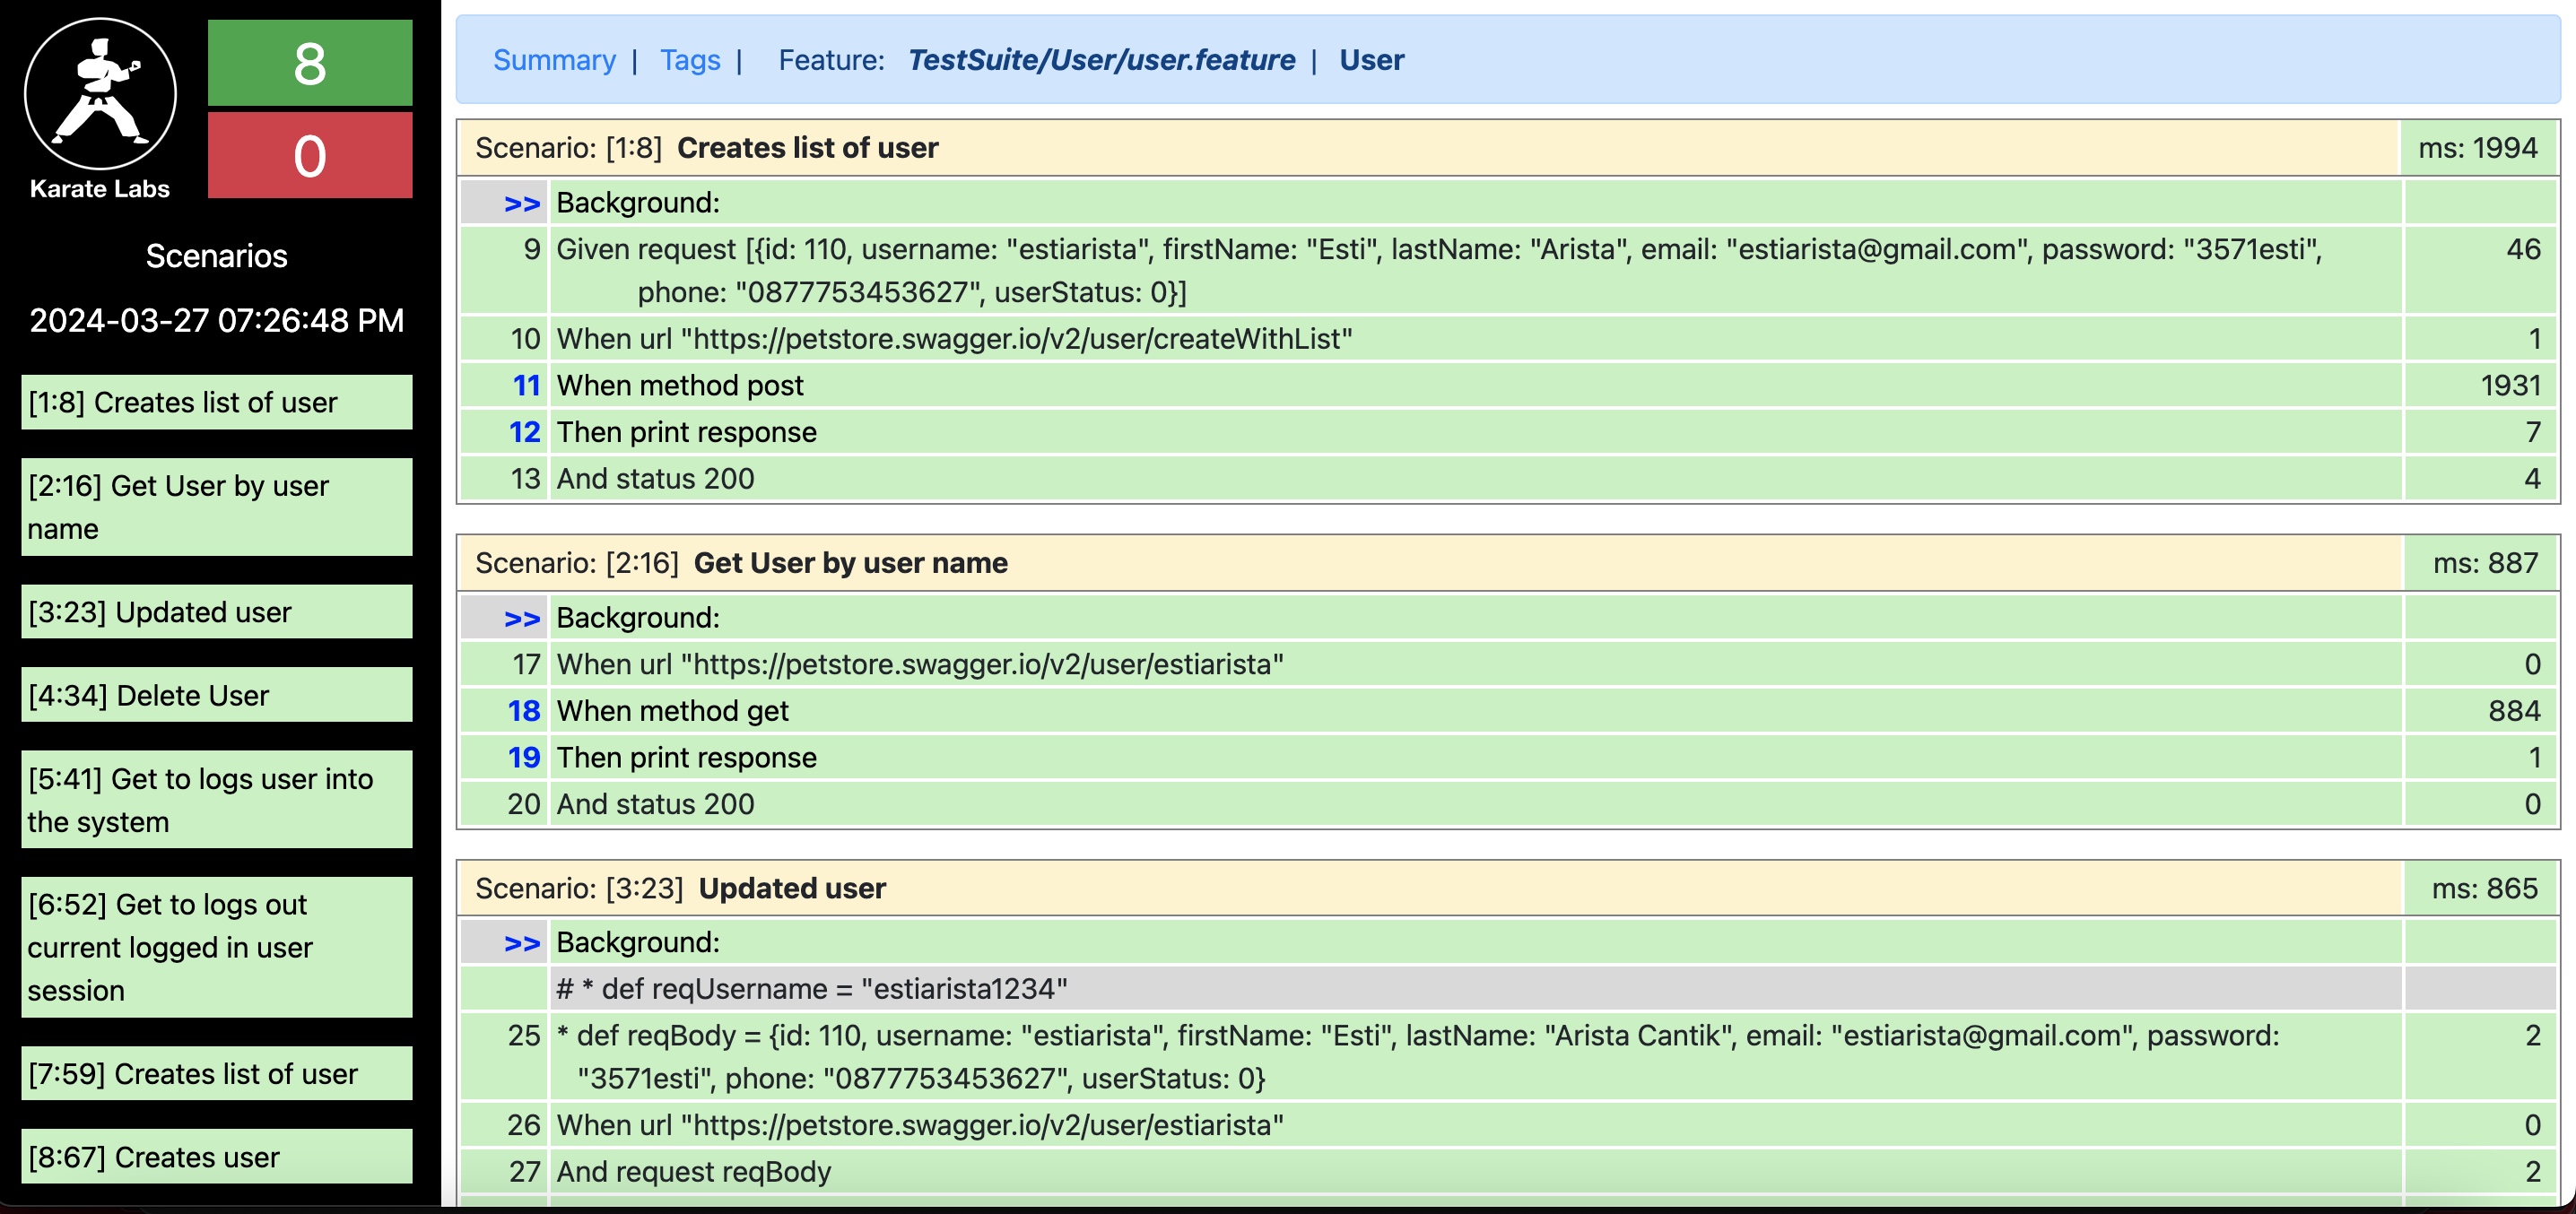 Karate Labs
8
0
Scenarios
2024-03-27 07:26:48 PM
[1:8] Creates list of user
[2:16] Get User by user
name
[3:23] Updated user
[4:34] Delete User
[5:41] Get to logs user into
the system
[6:52] Get to logs out
current logged in user
session
[7:59] Creates list of user
[8:67] Creates user
Summary | Tags | Feature: TestSuite/User/user.feature | User
Scenario: [1:8] Creates list of user ms: 1994
>> Background:
9 Given request [{id: 110, username: "estiarista", firstName: "Esti", lastName: "Arista", email: "estiarista@gmail.com", password: "3571esti", 46
phone: "0877753453627", userStatus: 0}]
10 When url "https://petstore.swagger.io/v2/user/createWithList" 1
11 When method post 1931
12 Then print response 7
13 And status 200 4
Scenario: [2:16] Get User by user name ms: 887
>> Background:
17 When url "https://petstore.swagger.io/v2/user/estiarista" 0
18 When method get 884
19 Then print response 1
20 And status 200 0
Scenario: [3:23] Updated user ms: 865
>> Background:
# * def reqUsername = "estiarista1234"
25 * def reqBody = {id: 110, username: "estiarista", firstName: "Esti", lastName: "Arista Cantik", email: "estiarista@gmail.com", password: 2
"3571esti", phone: "0877753453627", userStatus: 0}
26 When url "https://petstore.swagger.io/v2/user/estiarista" 0
27 And request reqBody 2